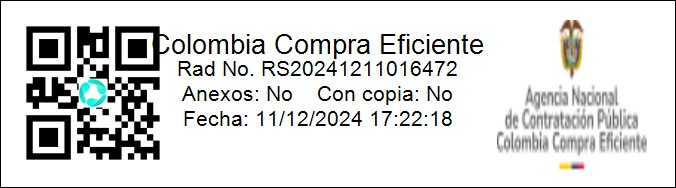 Colombia Compra Eficiente
Rad No. RS20241211016472
Anexos: No Con copia: No
Fecha: 11/12/2024 17:22:18
Agencia Nacional
de Contratación Pública
Colombia Compra Eficiente